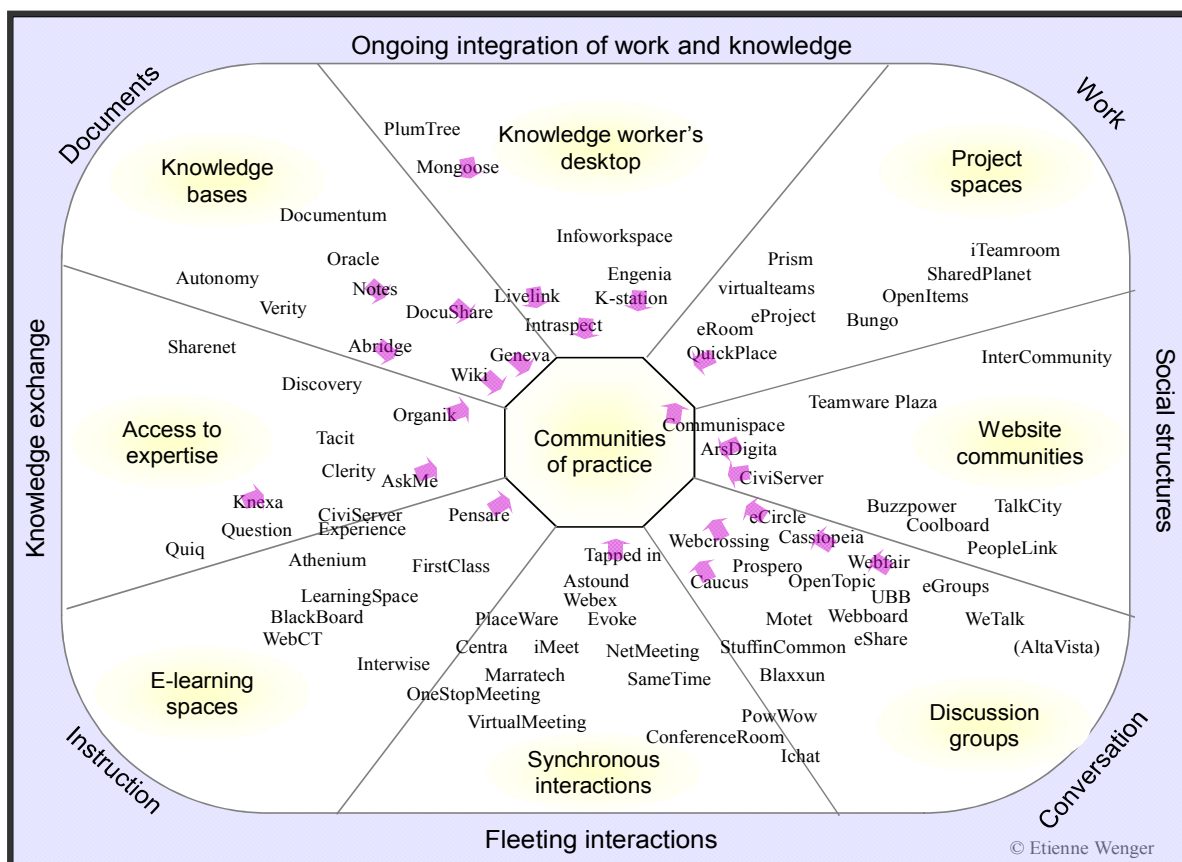 Ongoing integration of work and knowledge
Documents
Work
Knowledge exchange
Social structures
Instruction
Conversation
Fleeting interactions
Knowledge
bases
Documentum
Oracle
Autonomy
Notes
Verity
DocuShare
Abridge
Geneva
Wiki
PlumTree
Mongoose
Knowledge worker's
desktop
Infoworkspace
Engenia
Livelink
K-station
Intraspect
Project
spaces
iTeamroom
Prism
SharedPlanet
virtualteams
OpenItems
eProject
Bungo
eRoom
QuickPlace
InterCommunity
Teamware Plaza
Communispace
Website
communities
ArsDigita
CiviServer
Buzzpower
TalkCity
Coolboard
PeopleLink
Sharenet
Discovery
Organik
Access to
expertise
Tacit
Clerity
AskMe
Knexa
CiviServer
Pensare
Question
Experience
Quiq
Communities
of practice
Athenium
FirstClass
LearningSpace
BlackBoard
WebCT
Interwise
E-learning
spaces
Tapped in
Astound
Webex
PlaceWare
Evoke
Centra
iMeet
NetMeeting
Marratech
SameTime
OneStopMeeting
VirtualMeeting
ConferenceRoom
Synchronous
interactions
eCircle
Webcrossing
Cassiopeia
Prospero
Webfair
Caucus
OpenTopic
eGroups
UBB
Motet
Webboard
WeTalk
StuffinCommon
eShare
(AltaVista)
Blaxxun
PowWow
Ichat
Discussion
groups
© Etienne Wenger